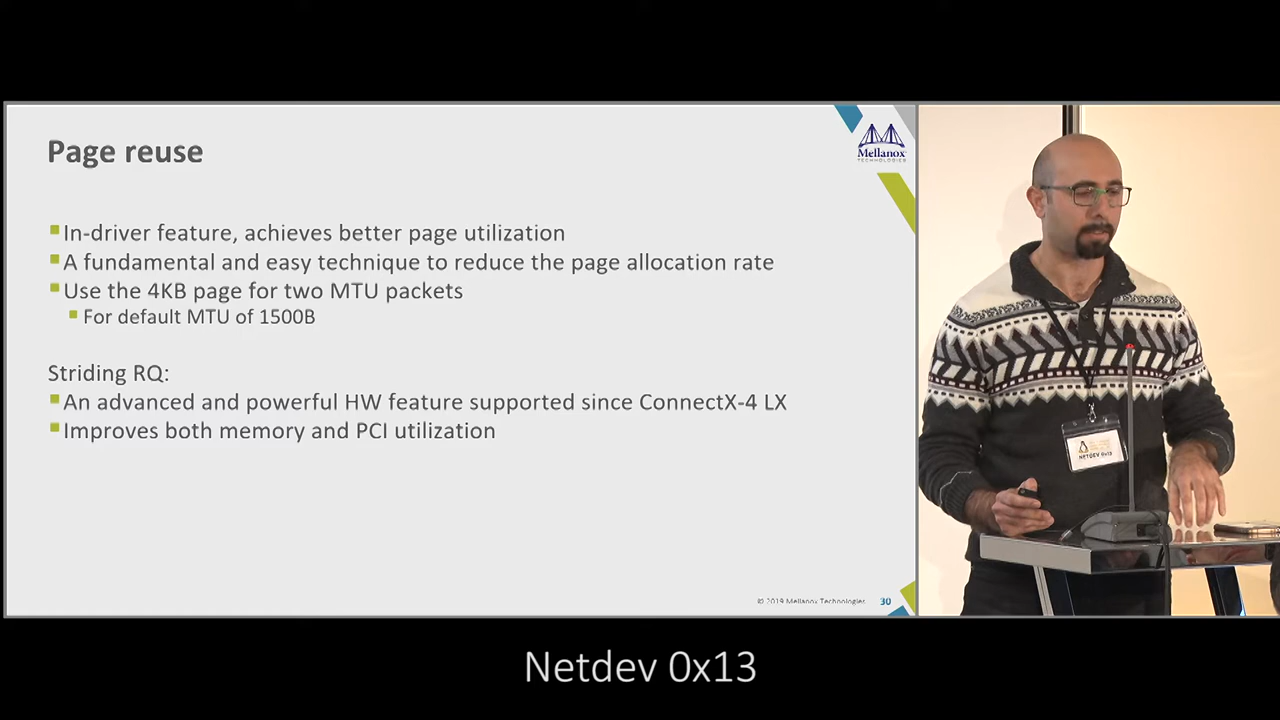 Page reuse
Mellanox
TECHNOLOGIES
In-driver feature, achieves better page utilization
A fundamental and easy technique to reduce the page allocation rate
Use the 4KB page for two MTU packets
For default MTU of 1500B
Striding RQ:
An advanced and powerful HW feature supported since ConnectX-4 LX
Improves both memory and PCI utilization
© 2019 Mellanox Technologies
30
NETDEV 0x13
Netdev 0x13